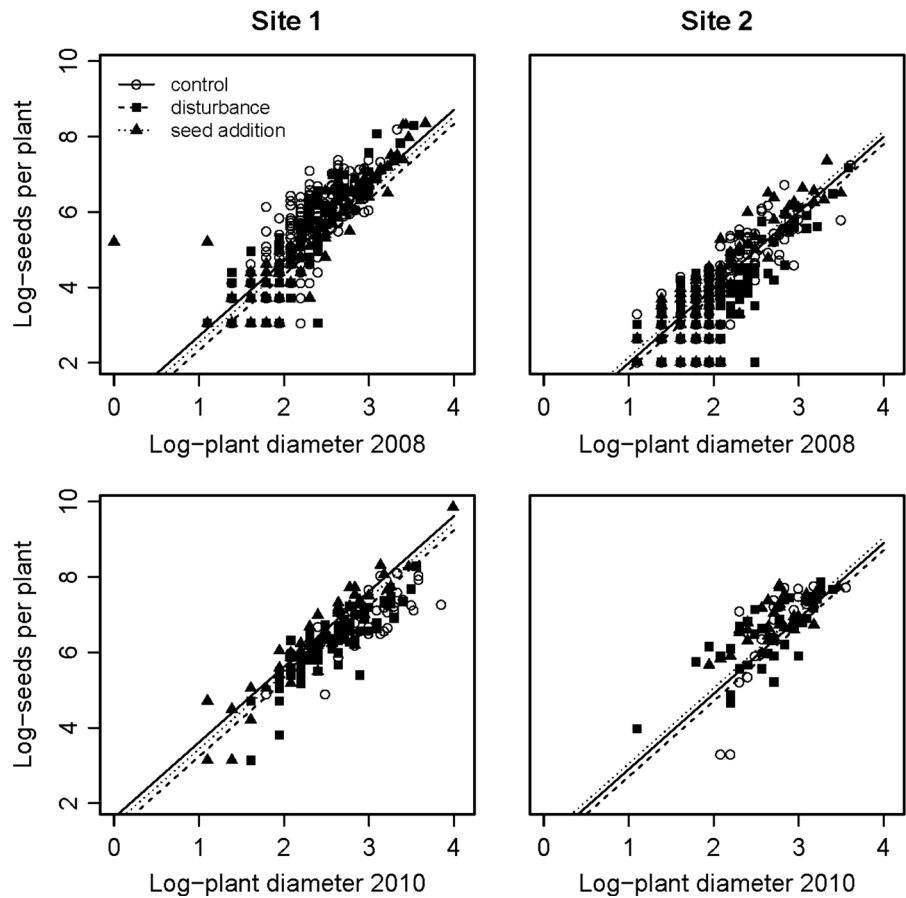 Site 1
Site 2
10
8
6
4
2
Log−seeds per plant
control
disturbance
seed addition
0 1 2 3 4
Log−plant diameter 2008
0 1 2 3 4
Log−plant diameter 2008
10
8
6
4
2
Log−seeds per plant
0 1 2 3 4
Log−plant diameter 2010
0 1 2 3 4
Log−plant diameter 2010